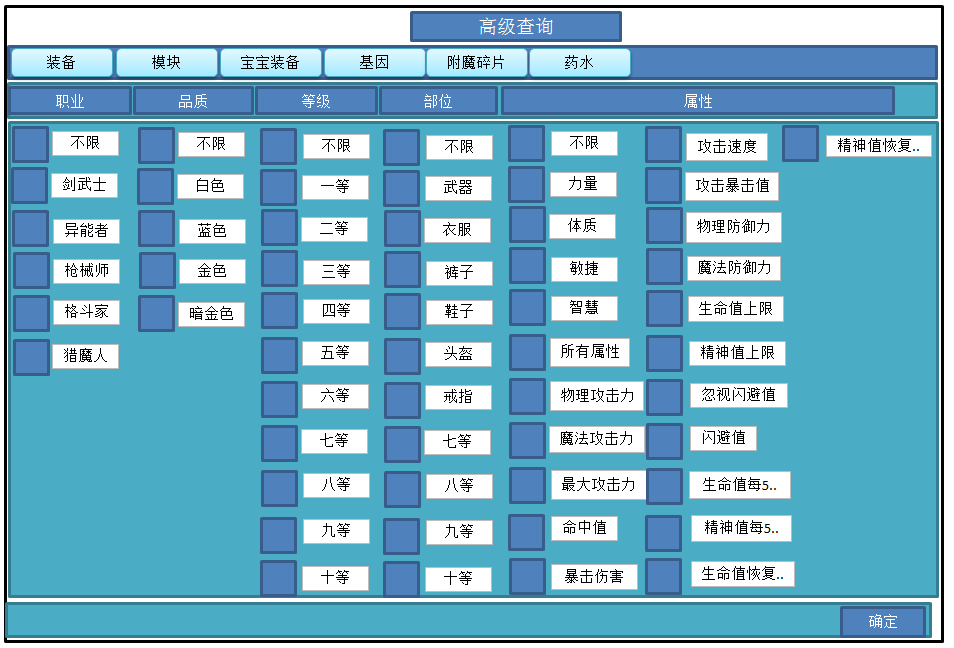 高级查询
装备 模块 宝宝装备 基因 附魔碎片 药水
职业 品质 等级 部位 属性
不限 不限 不限 不限 不限 攻击速度 精神值恢复..
剑武士 白色 一等 武器 力量 攻击暴击值
异能者 蓝色 二等 衣服 体质 物理防御力
枪械师 金色 三等 裤子 敏捷 魔法防御力
格斗家 暗金色 四等 鞋子 智慧 生命值上限
猎魔人 五等 头盔 所有属性 精神值上限
六等 戒指 物理攻击力 忽视闪避值
七等 七等 魔法攻击力 闪避值
八等 八等 最大攻击力 生命值每5..
九等 九等 命中值 精神值每5..
十等 十等 暴击伤害 生命值恢复..
确定